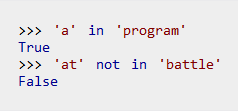 >>> 'a' in 'program'
True
>>> 'at' not in 'battle'
False